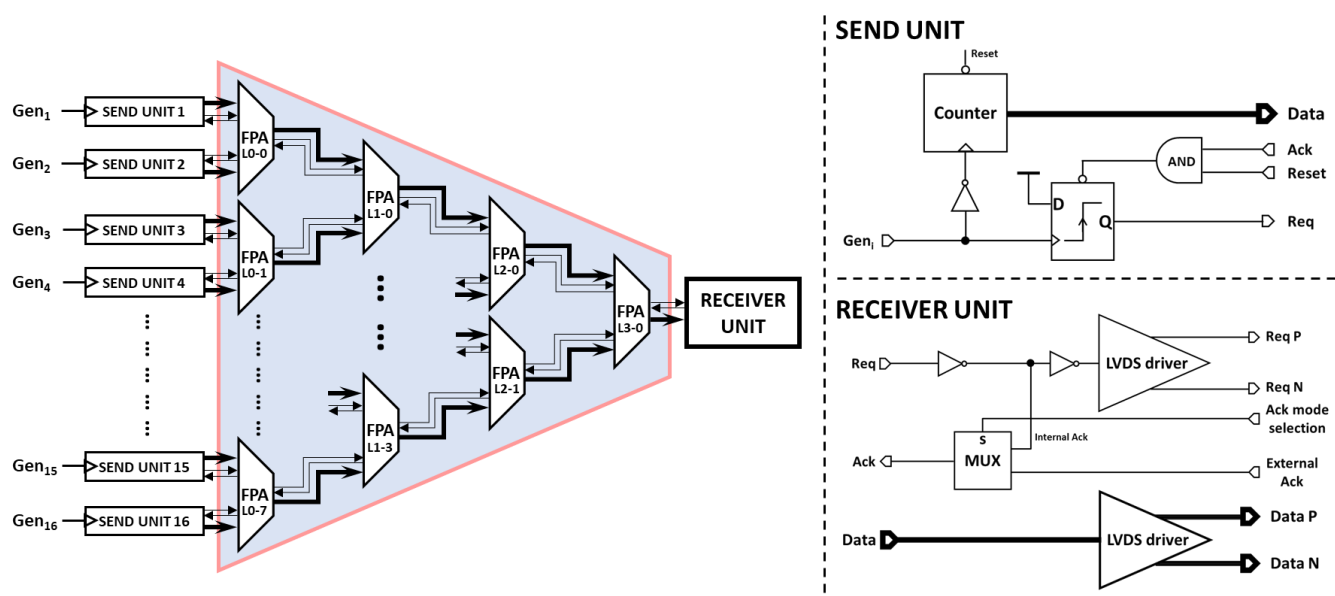 Gen1
SEND UNIT 1
Gen2
SEND UNIT 2
Gen3
SEND UNIT 3
Gen4
SEND UNIT 4
Gen15
SEND UNIT 15
Gen16
SEND UNIT 16
FPA
L0-0
FPA
L0-1
FPA
L0-7
FPA
L1-0
FPA
L1-3
FPA
L2-0
FPA
L2-1
FPA
L3-0
RECEIVER
UNIT
SEND UNIT
Reset
Counter
Data
Ack
AND
Reset
D
Q
Req
Geni
RECEIVER UNIT
Req
LVDS driver
Req P
Req N
Ack mode
selection
S
Internal Ack
MUX
Ack
External
Ack
Data
LVDS driver
Data P
Data N